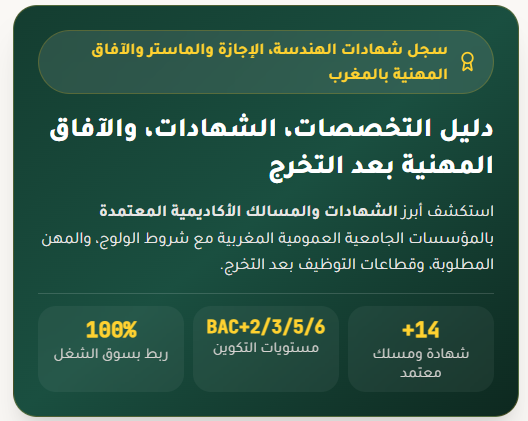 سجل شهادات الهندسة، الإجازة والماستر والآفاق
المهنية بالمغرب
دليل التخصصات، الشهادات، والآفاق
المهنية بعد التخرج
استكشف أبرز الشهادات والمسالك الأكاديمية المعتمدة
بالمؤسسات الجامعية العمومية المغربية مع شروط الولوج، والمهن
المطلوبة، وقطاعات التوظيف بعد التخرج.
+14
شهادة ومسلك
معتمد
BAC+2/3/5/6
مستويات التكوين
100%
ربط بسوق الشغل